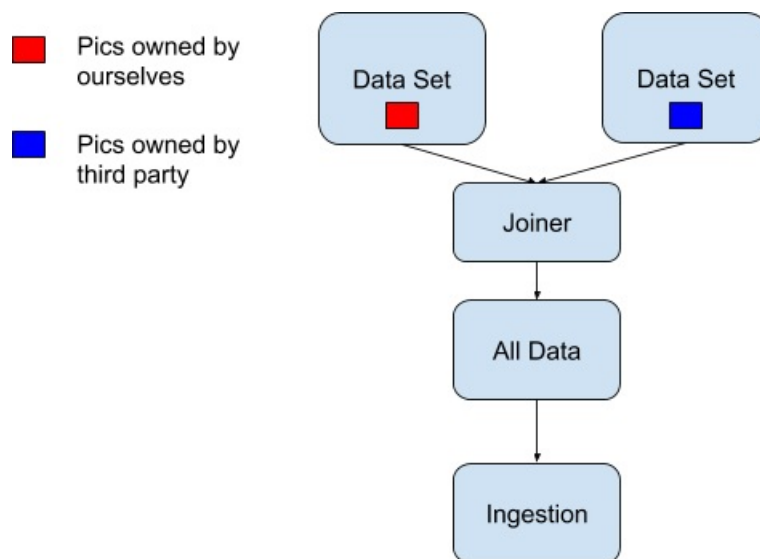 Pics owned by
ourselves
Pics owned by
third party
Data Set
Data Set
Joiner
All Data
Ingestion